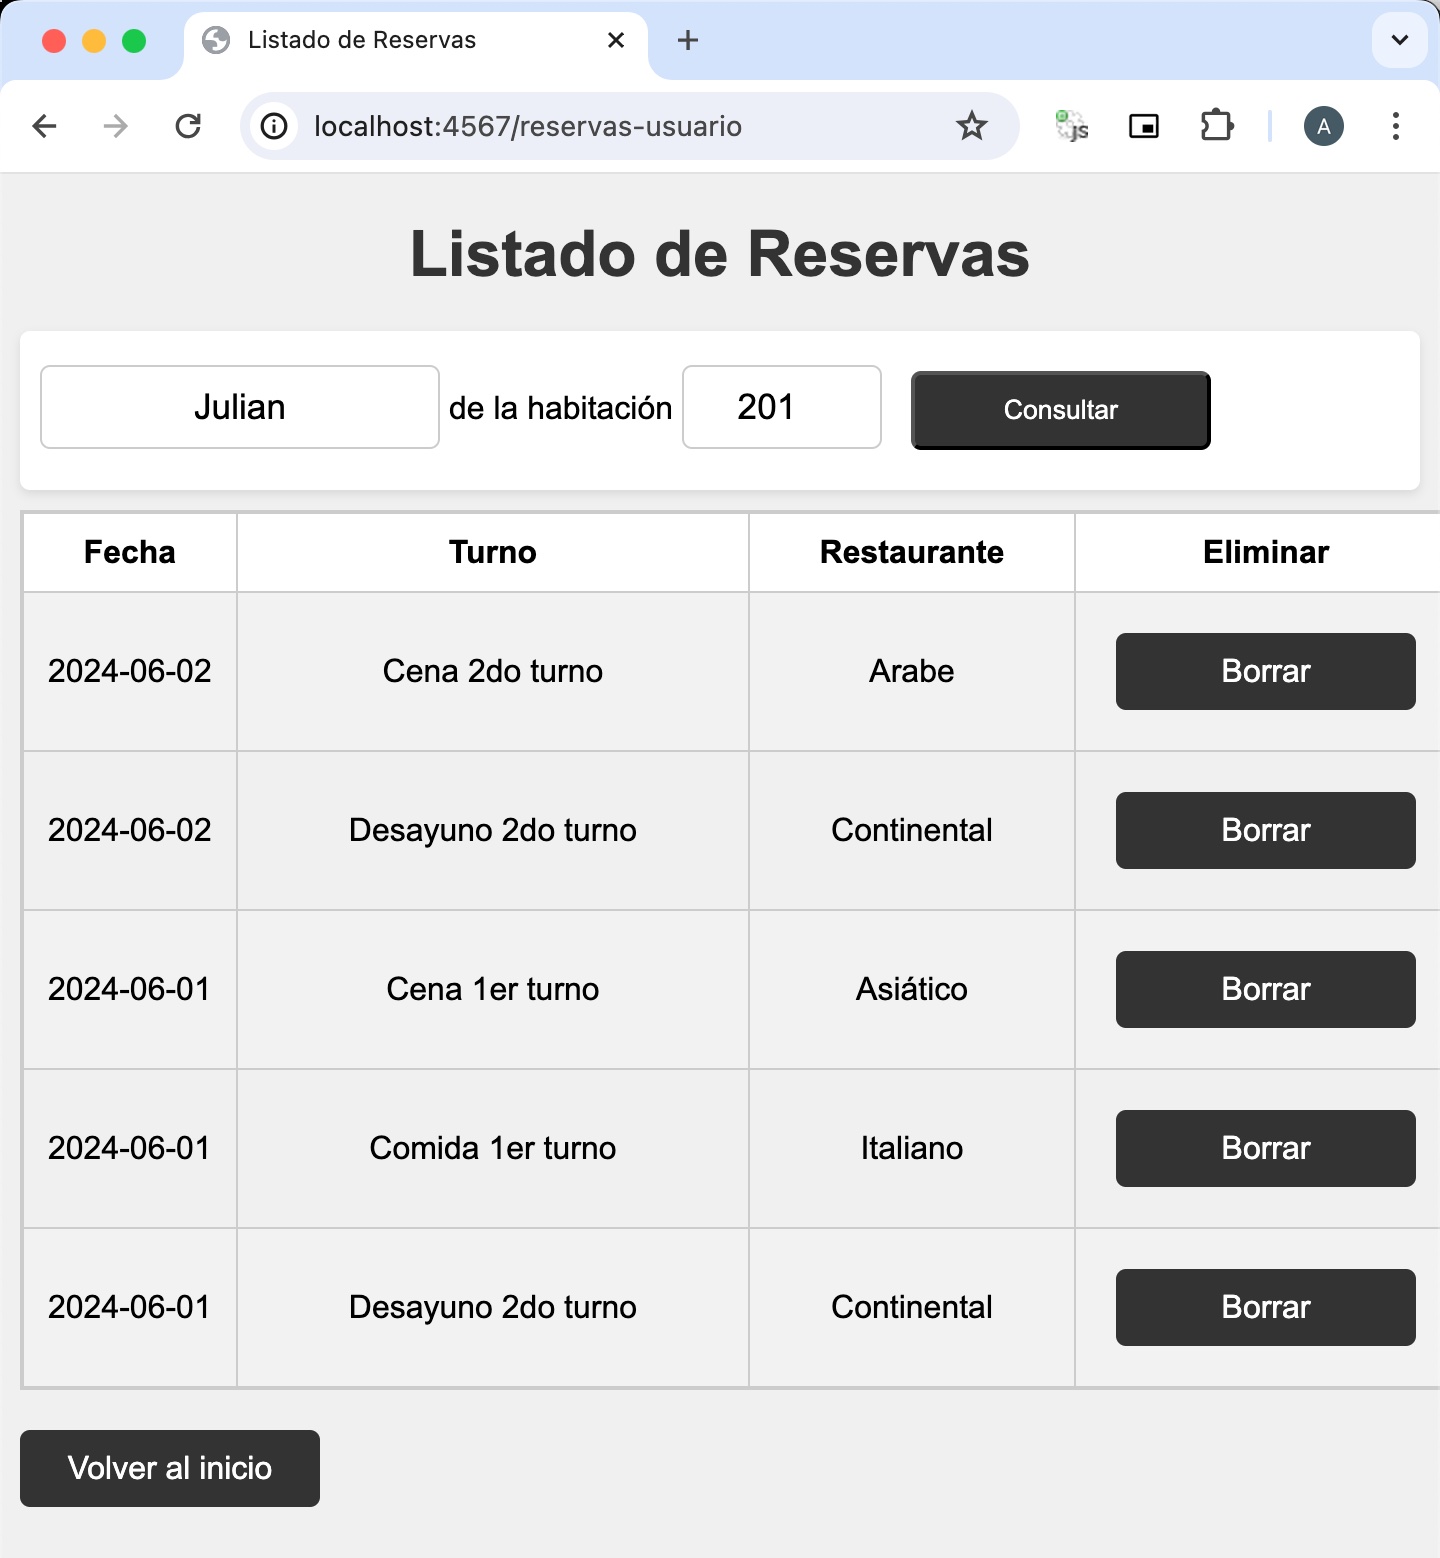 Listado de Reservas
localhost:4567/reservas-usuario
js
A
Listado de Reservas
Julian de la habitación 201 Consultar
Fecha Turno Restaurante Eliminar
2024-06-02 Cena 2do turno Arabe Borrar
2024-06-02 Desayuno 2do turno Continental Borrar
2024-06-01 Cena 1er turno Asiático Borrar
2024-06-01 Comida 1er turno Italiano Borrar
2024-06-01 Desayuno 2do turno Continental Borrar
Volver al inicio